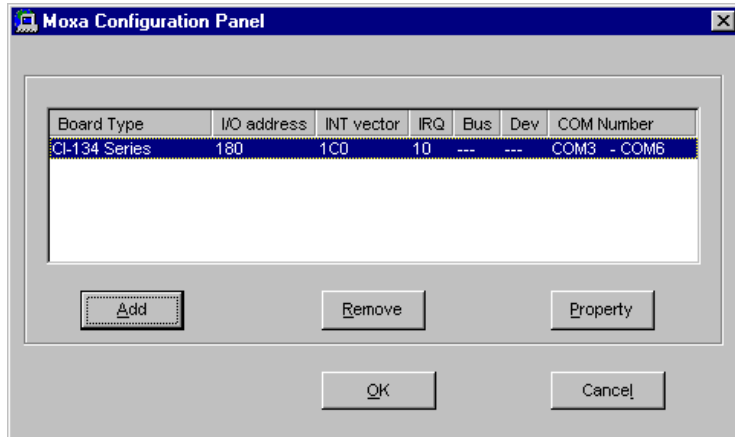 Moxa Configuration Panel
Board Type I/O address INT vector IRQ Bus Dev COM Number
CI-134 Series 180 1C0 10 --- --- COM3 - COM6
Add Remove Property
OK Cancel